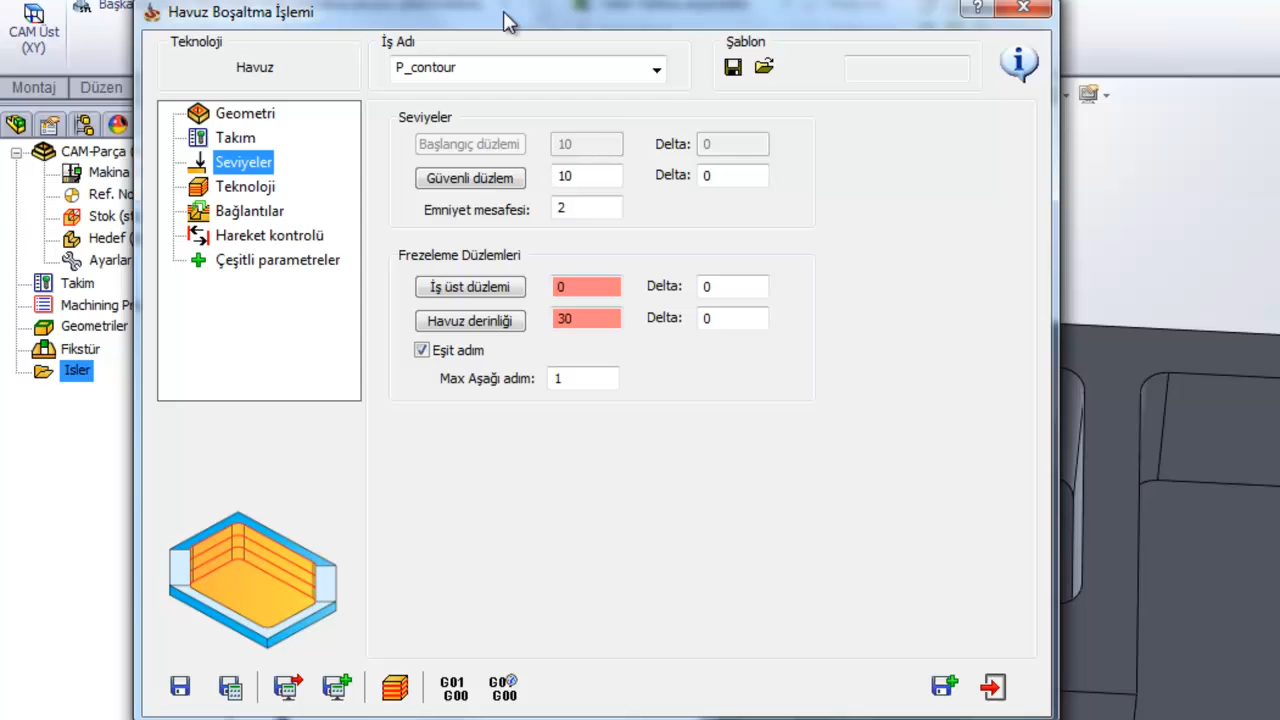 Havuz Boşaltma İşlemi
CAM Üst
(XY)
Başka
Montaj
Düzen
CAM-Parça (
Makina
Ref. No
Stok (s
Hedef (
Ayarlar
Takim
Machining Pr
Geometriler
Fikstür
Isler
Teknoloji
Havuz
İş Adı
P_contour
Şablon
Geometri
Takım
Seviyeler
Teknoloji
Bağlantılar
Hareket kontrolü
Çeşitli parametreler
Seviyeler
Başlangıç düzlemi 10 Delta: 0
Güvenli düzlem 10 Delta: 0
Emniyet mesafesi: 2
Frezeleme Düzlemleri
İş üst düzlemi 0 Delta: 0
Havuz derinliği 30 Delta: 0
Eşit adım
Max Aşağı adım: 1
G01
G00
G0
G00